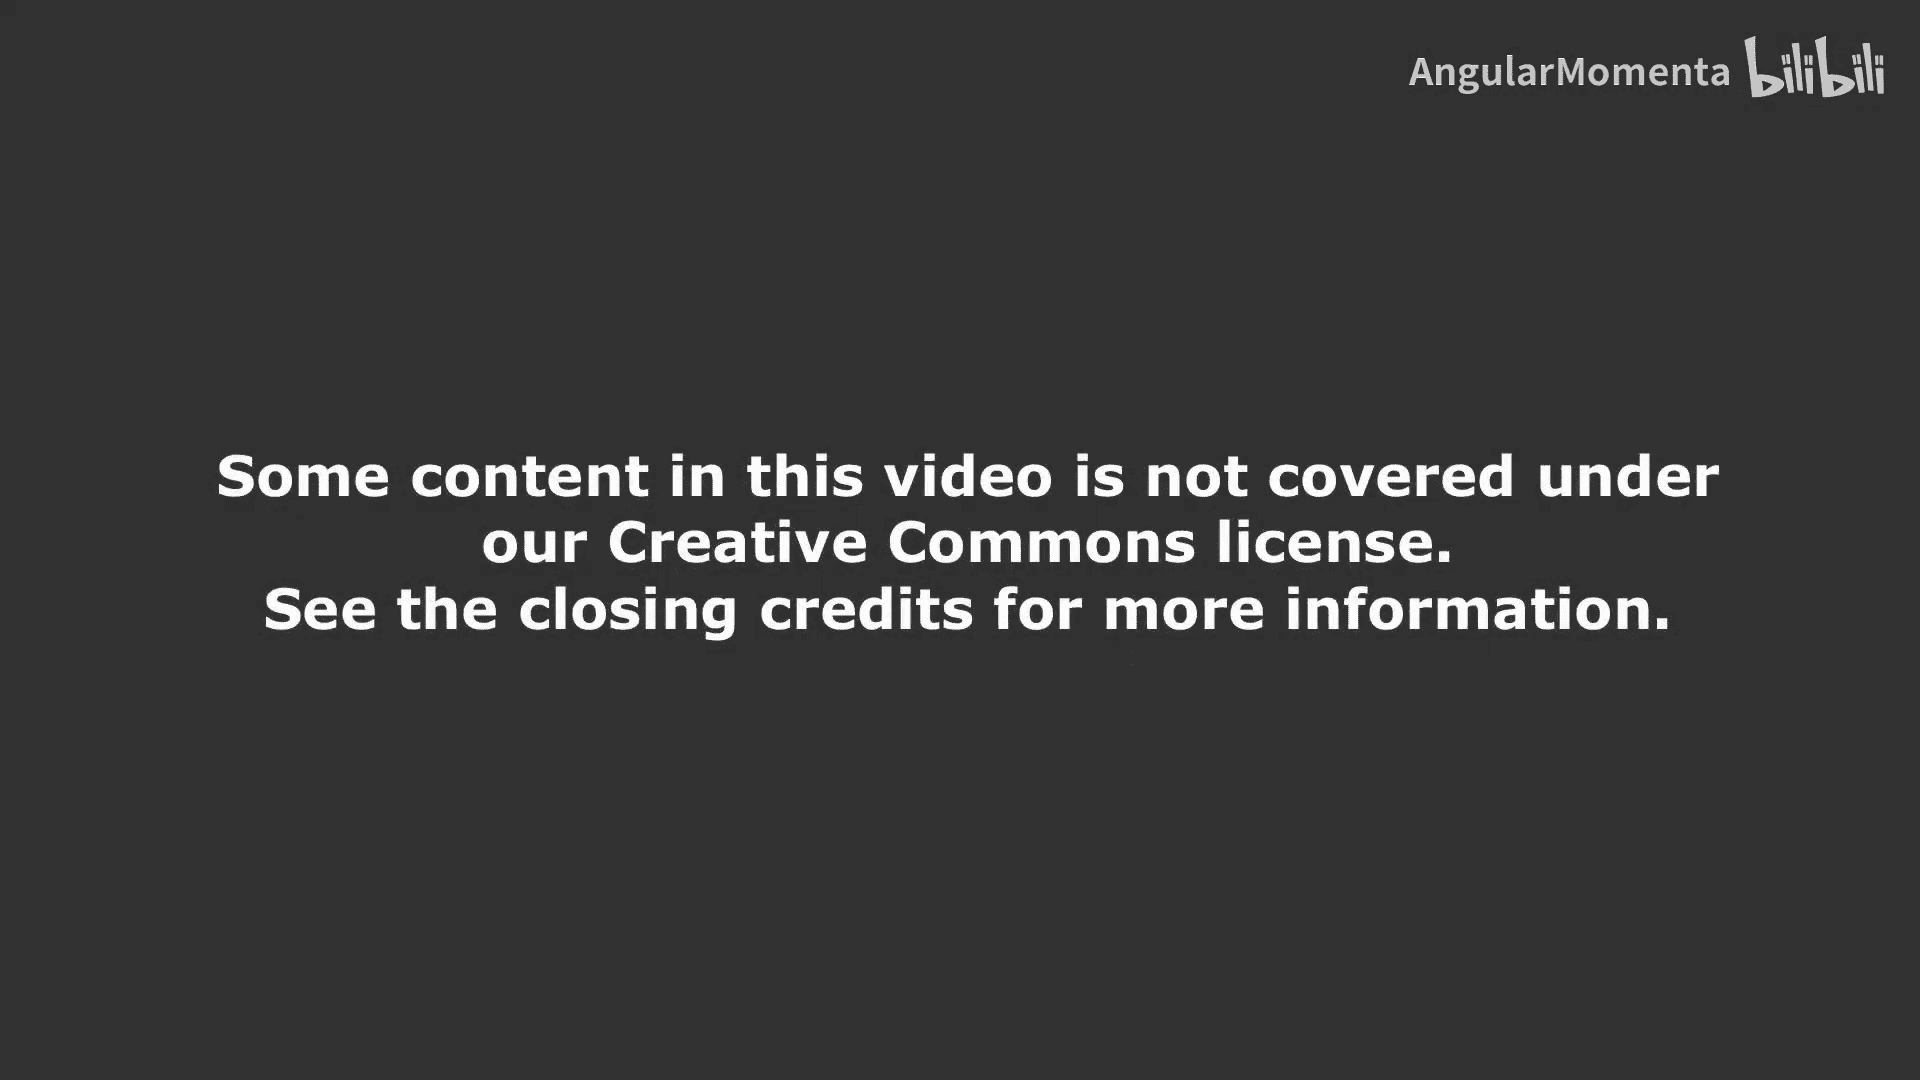 AngularMomenta bilibili
Some content in this video is not covered under
our Creative Commons license.
See the closing credits for more information.